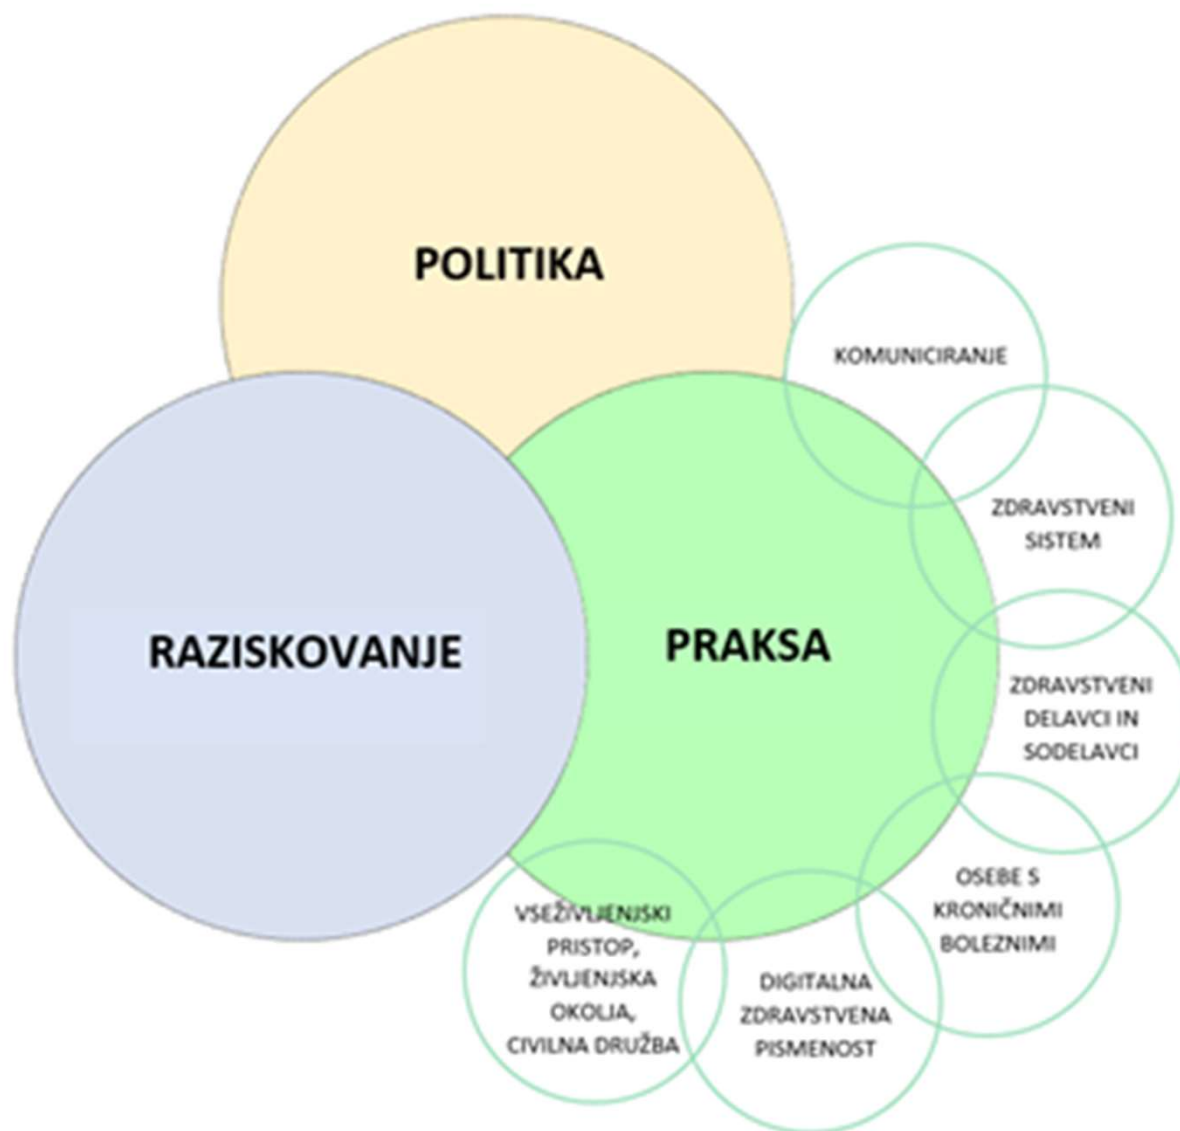 POLITIKA
KOMUNICIRANJE
ZDRAVSTVENI
SISTEM
RAZISKOVANJE
PRAKSA
ZDRAVSTVENI
DELAVCI IN
SODELAVCI
OSEBE S
KRONIČNIMI
BOLEZNIMI
DIGITALNA
ZDRAVSTVENA
PISMENOST
VSEŽIVLJENJSKI
PRISTOP,
ŽIVLJENJSKA
OKOLJA,
CIVILNA DRUŽBA